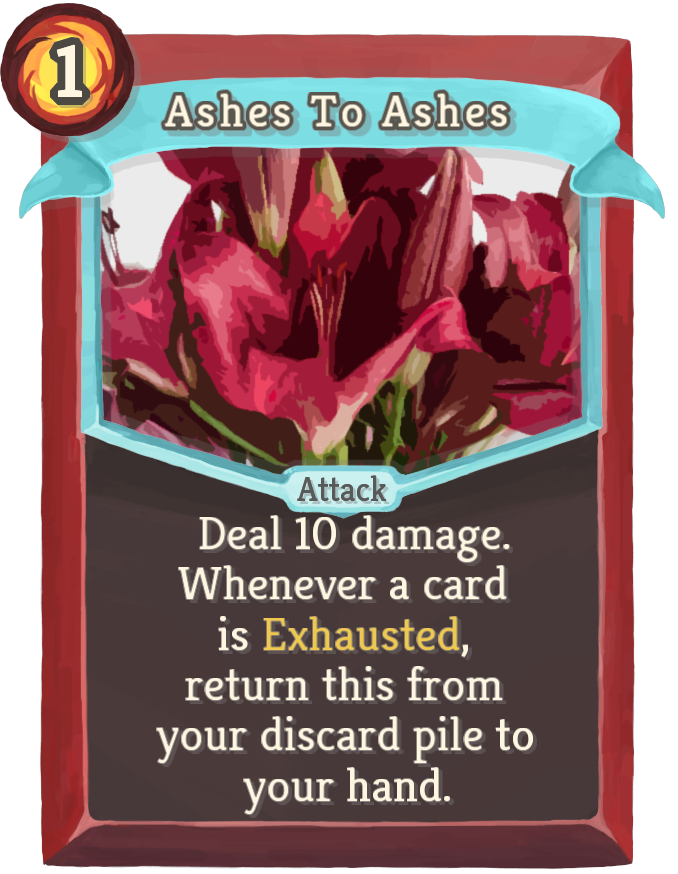 1
Ashes To Ashes
Attack
Deal 10 damage.
Whenever a card
is Exhausted,
return this from
your discard pile to
your hand.